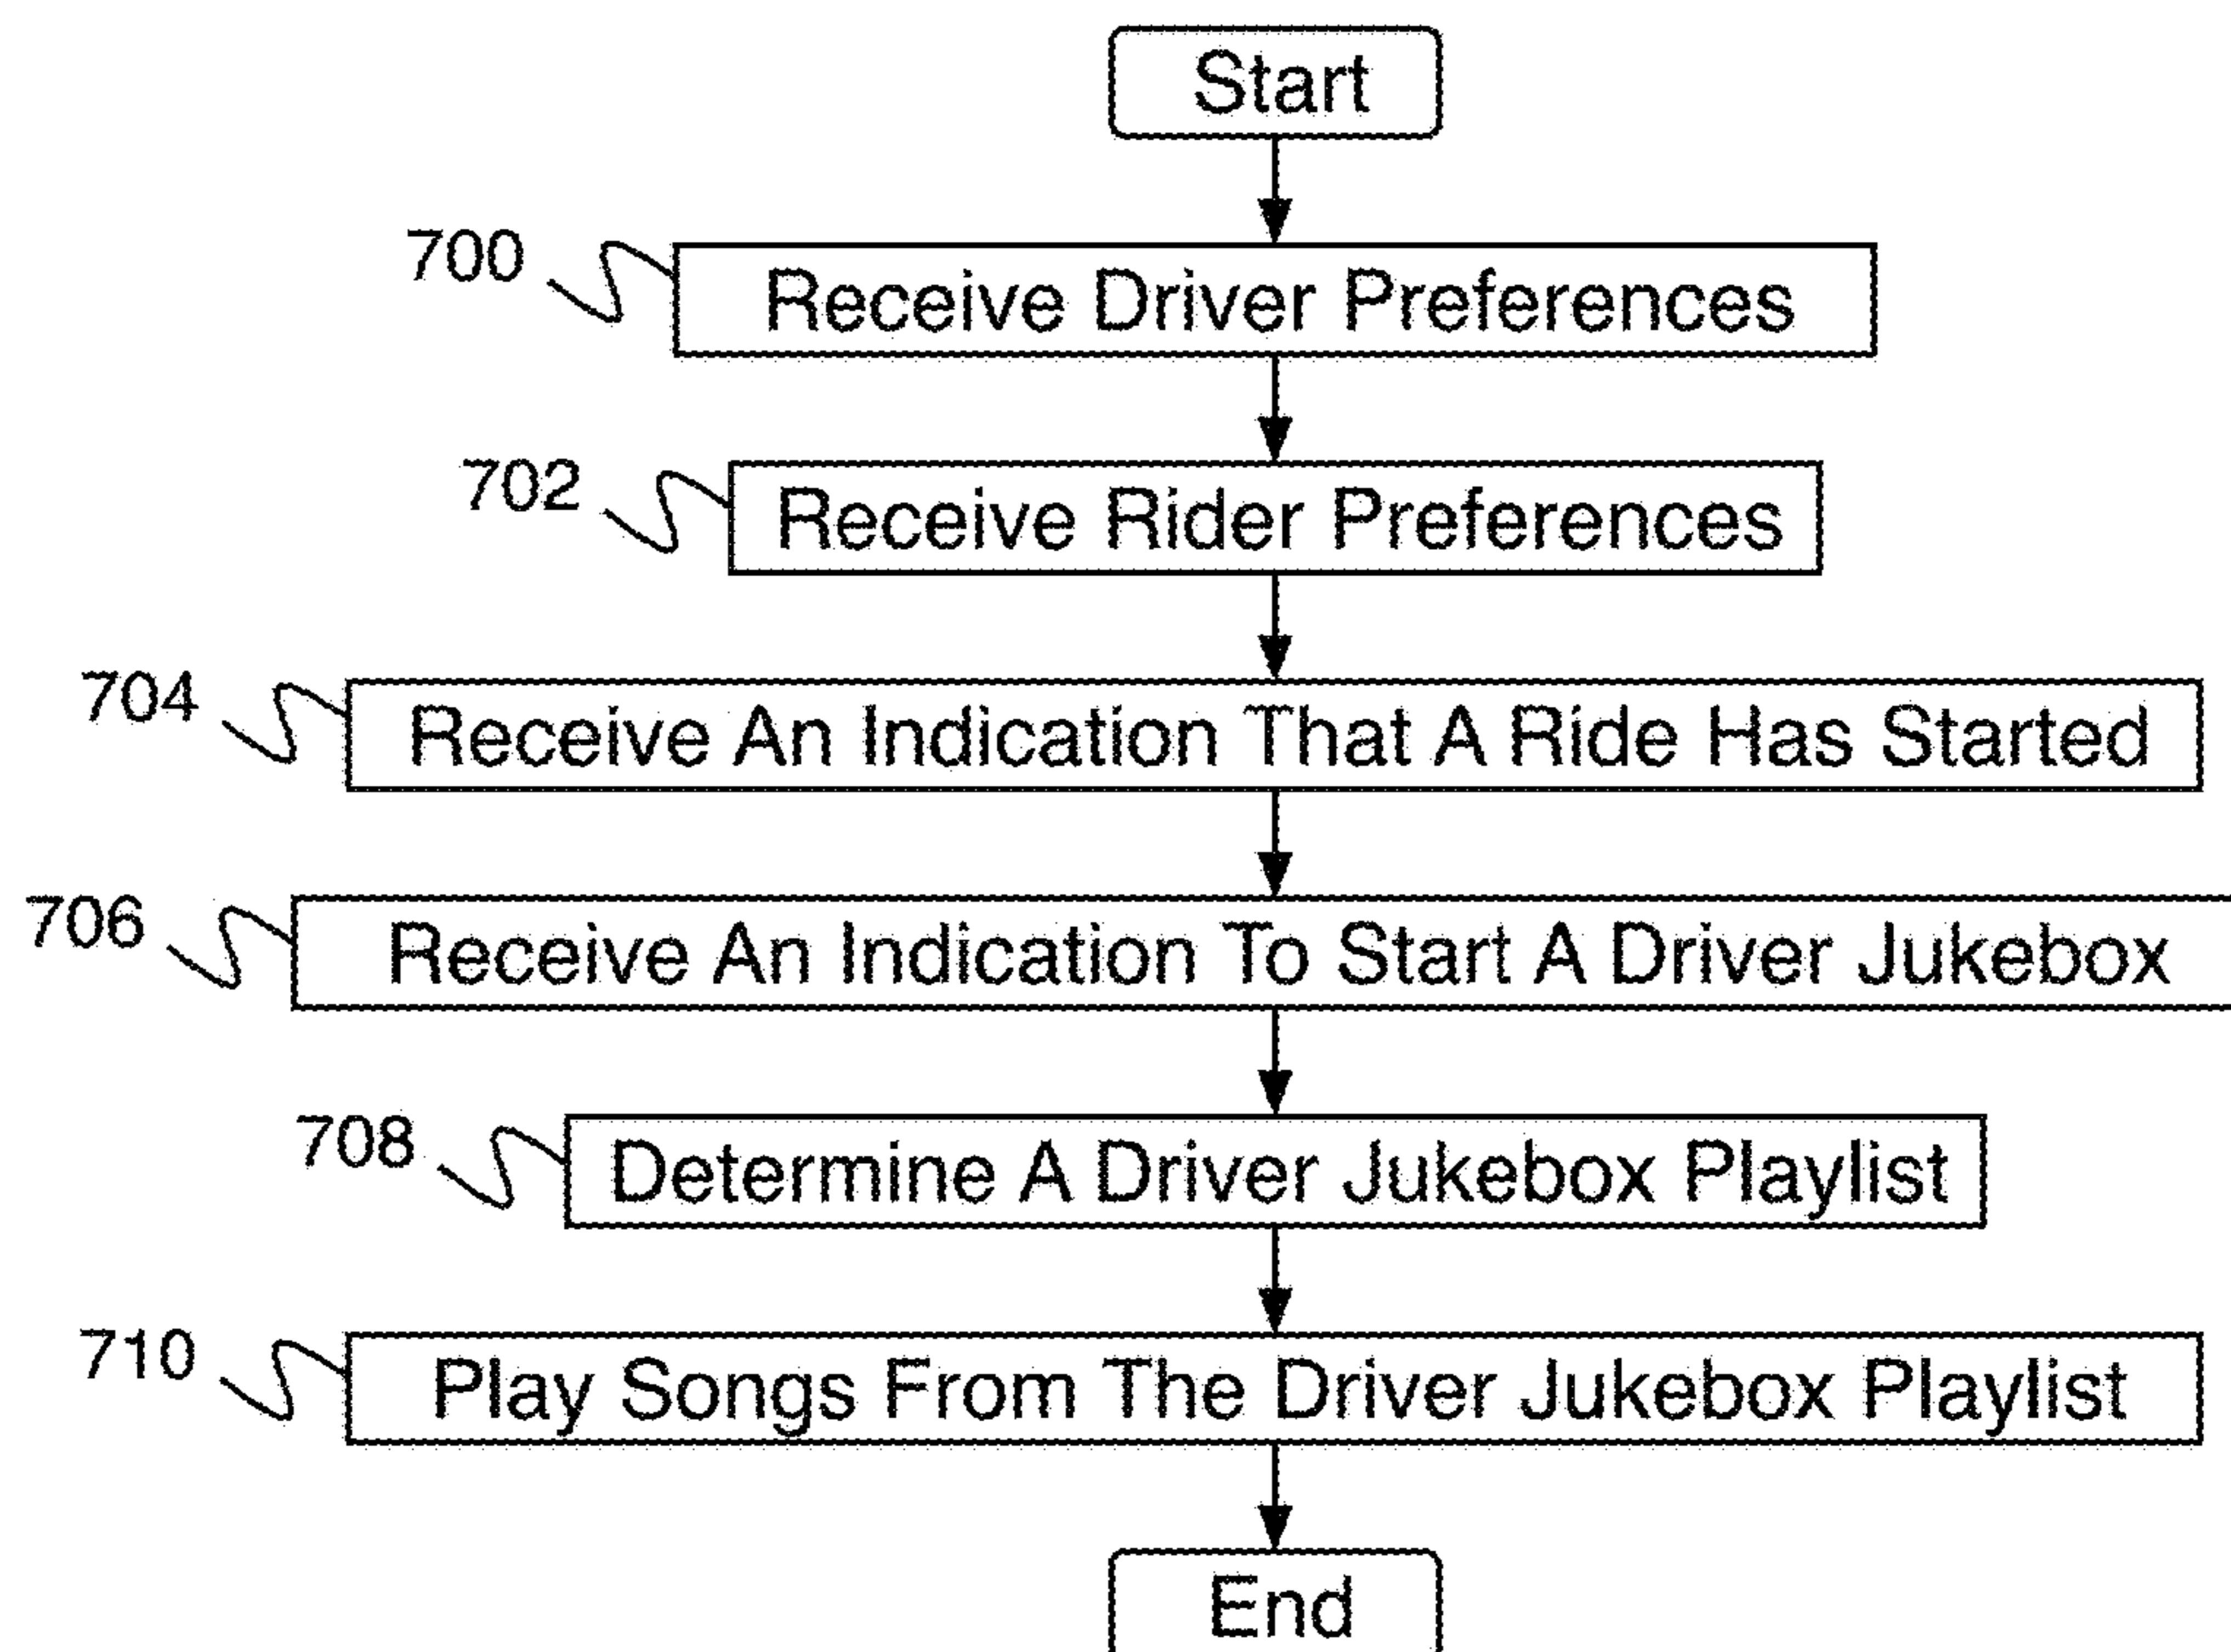 Start
700 Receive Driver Preferences
702 Receive Rider Preferences
704 Receive An Indication That A Ride Has Started
706 Receive An Indication To Start A Driver Jukebox
708 Determine A Driver Jukebox Playlist
710 Play Songs From The Driver Jukebox Playlist
End